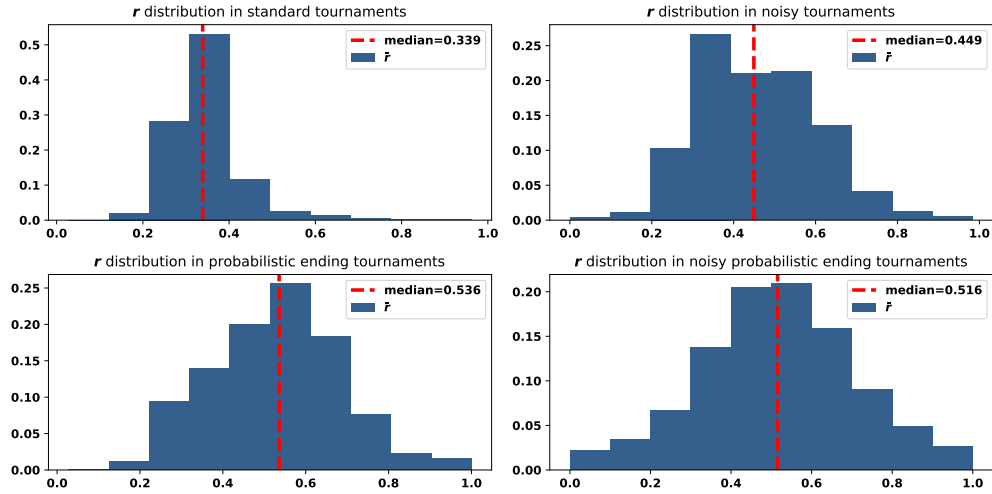 r distribution in standard tournaments
0.5
0.4
0.3
0.2
0.1
0.0
0.0 0.2 0.4 0.6 0.8 1.0
median=0.339
r̄
r distribution in noisy tournaments
0.25
0.20
0.15
0.10
0.05
0.00
0.0 0.2 0.4 0.6 0.8 1.0
median=0.449
r̄
r distribution in probabilistic ending tournaments
0.25
0.20
0.15
0.10
0.05
0.00
0.0 0.2 0.4 0.6 0.8 1.0
median=0.536
r̄
r distribution in noisy probabilistic ending tournaments
0.20
0.15
0.10
0.05
0.00
0.0 0.2 0.4 0.6 0.8 1.0
median=0.516
r̄